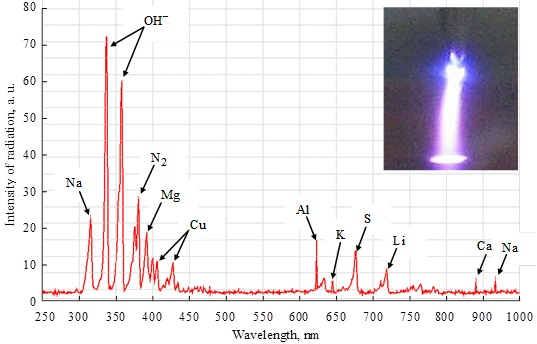 80
70
60
50
40
30
20
10
0
Intensity of radiation, a. u.
OH⁻
Na
N2
Mg
Cu
Al
K
S
Li
Ca
Na
250 300 350 400 450 500 550 600 650 700 750 800 850 900 950 1000
Wavelength, nm